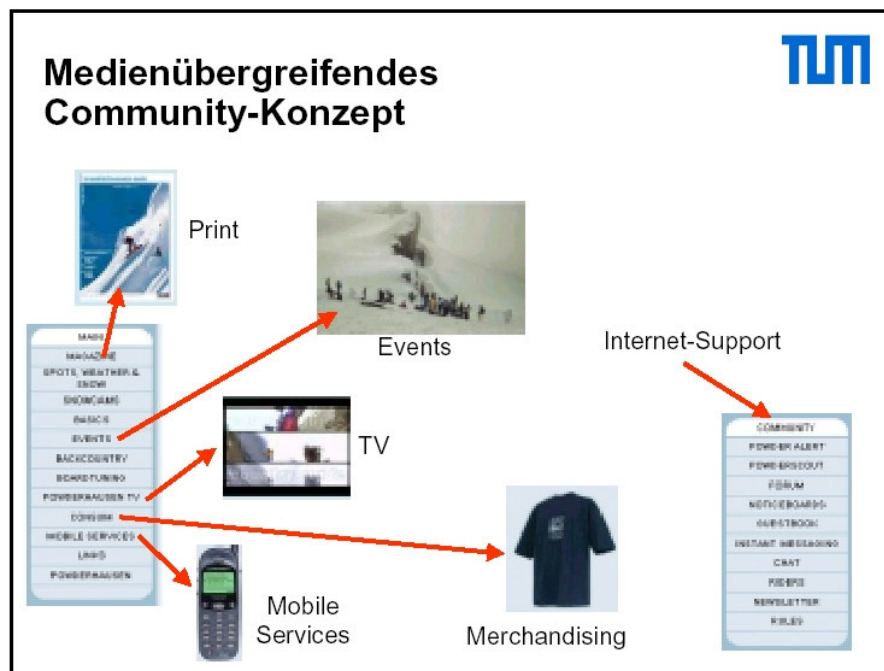 Medienübergreifendes
Community-Konzept
TUM
Print
Events
Internet-Support
TV
Mobile
Services
Merchandising
MAGAZINE
SPOTS, WEATHER &
SNOW
SNOWCAMS
BASICS
EVENTS
BACKCOUNTRY
BOARDTUNING
POWDERHAUSEN TV
CONSUM
MOBILE SERVICES
LINKS
POWDERHAUSEN
COMMUNITY
POWDER ALERT
POWDERSCOUT
FORUM
NOTICEBOARDS
GUESTBOOK
INSTANT MESSAGING
CHAT
RIDERS
NEWSLETTER
RULES